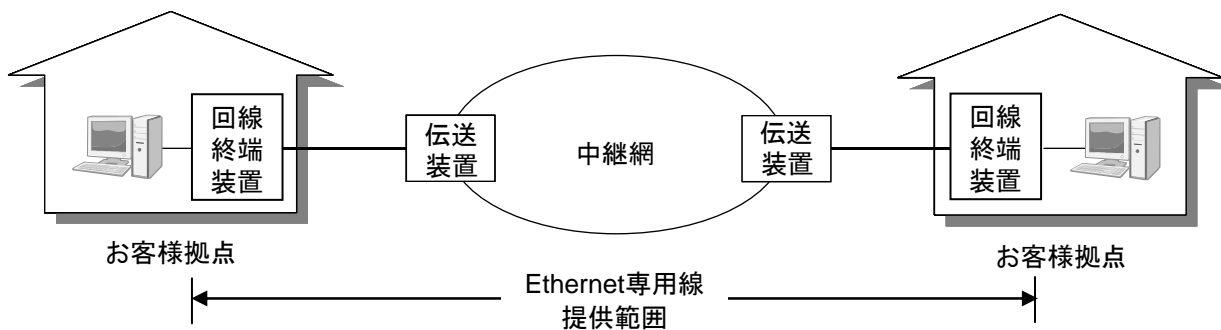 回線
終端
装置
伝送
装置
中継網
伝送
装置
回線
終端
装置
お客様拠点
お客様拠点
Ethernet専用線
提供範囲